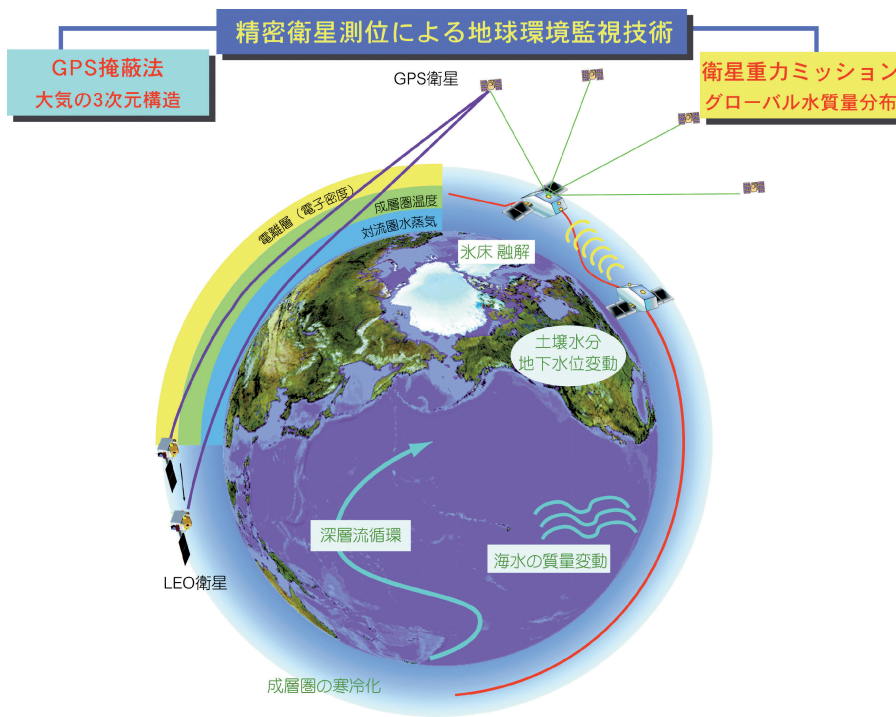 精密衛星測位による地球環境監視技術
GPS掩蔽法
大気の3次元構造
衛星重力ミッション
グローバル水質量分布
GPS衛星
電離層（電子密度）
成層圏温度
対流圏水蒸気
氷床 融解
土壌水分
地下水位変動
深層流循環
海水の質量変動
LEO衛星
成層圏の寒冷化